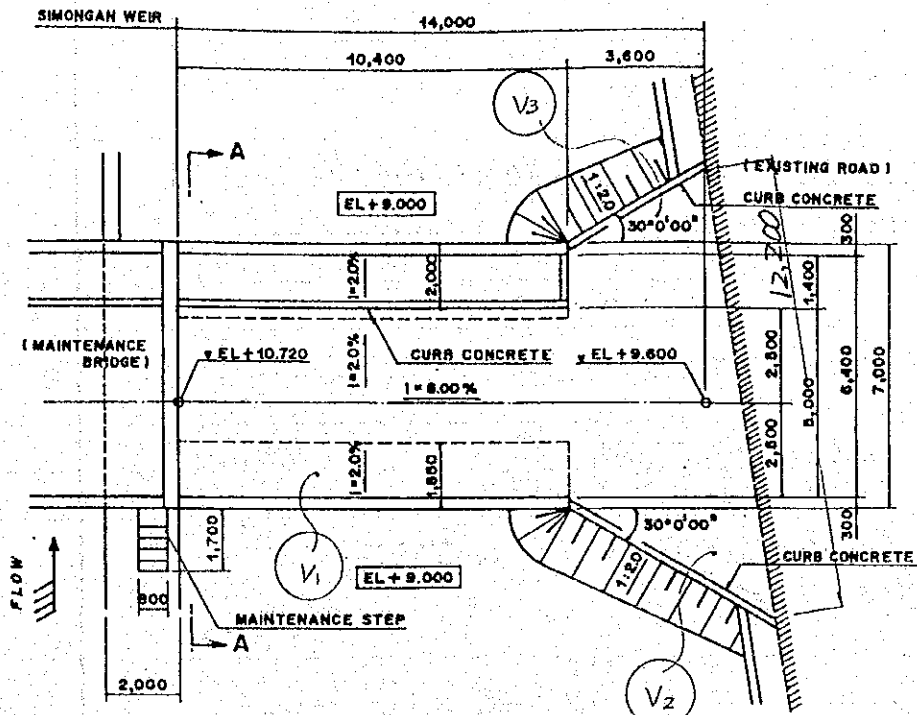 SIMONGAN WEIR
14,000
10,400
3,600
V3
A
(EXISTING ROAD)
CURB CONCRETE
EL + 9.000
1:2.0
30°0'00"
12,200
300
I=2.0%
2,000
1,400
(MAINTENANCE
BRIDGE)
EL+10.720
CURB CONCRETE
EL+9.600
I=2.0%
I = 8.00 %
2,500
5,000
6,400
7,000
2,500
I=2.0%
1,550
1,700
30°0'00"
300
V1
EL + 9.000
1:2.0
CURB CONCRETE
FLOW
800
MAINTENANCE STEP
A
2,000
V2